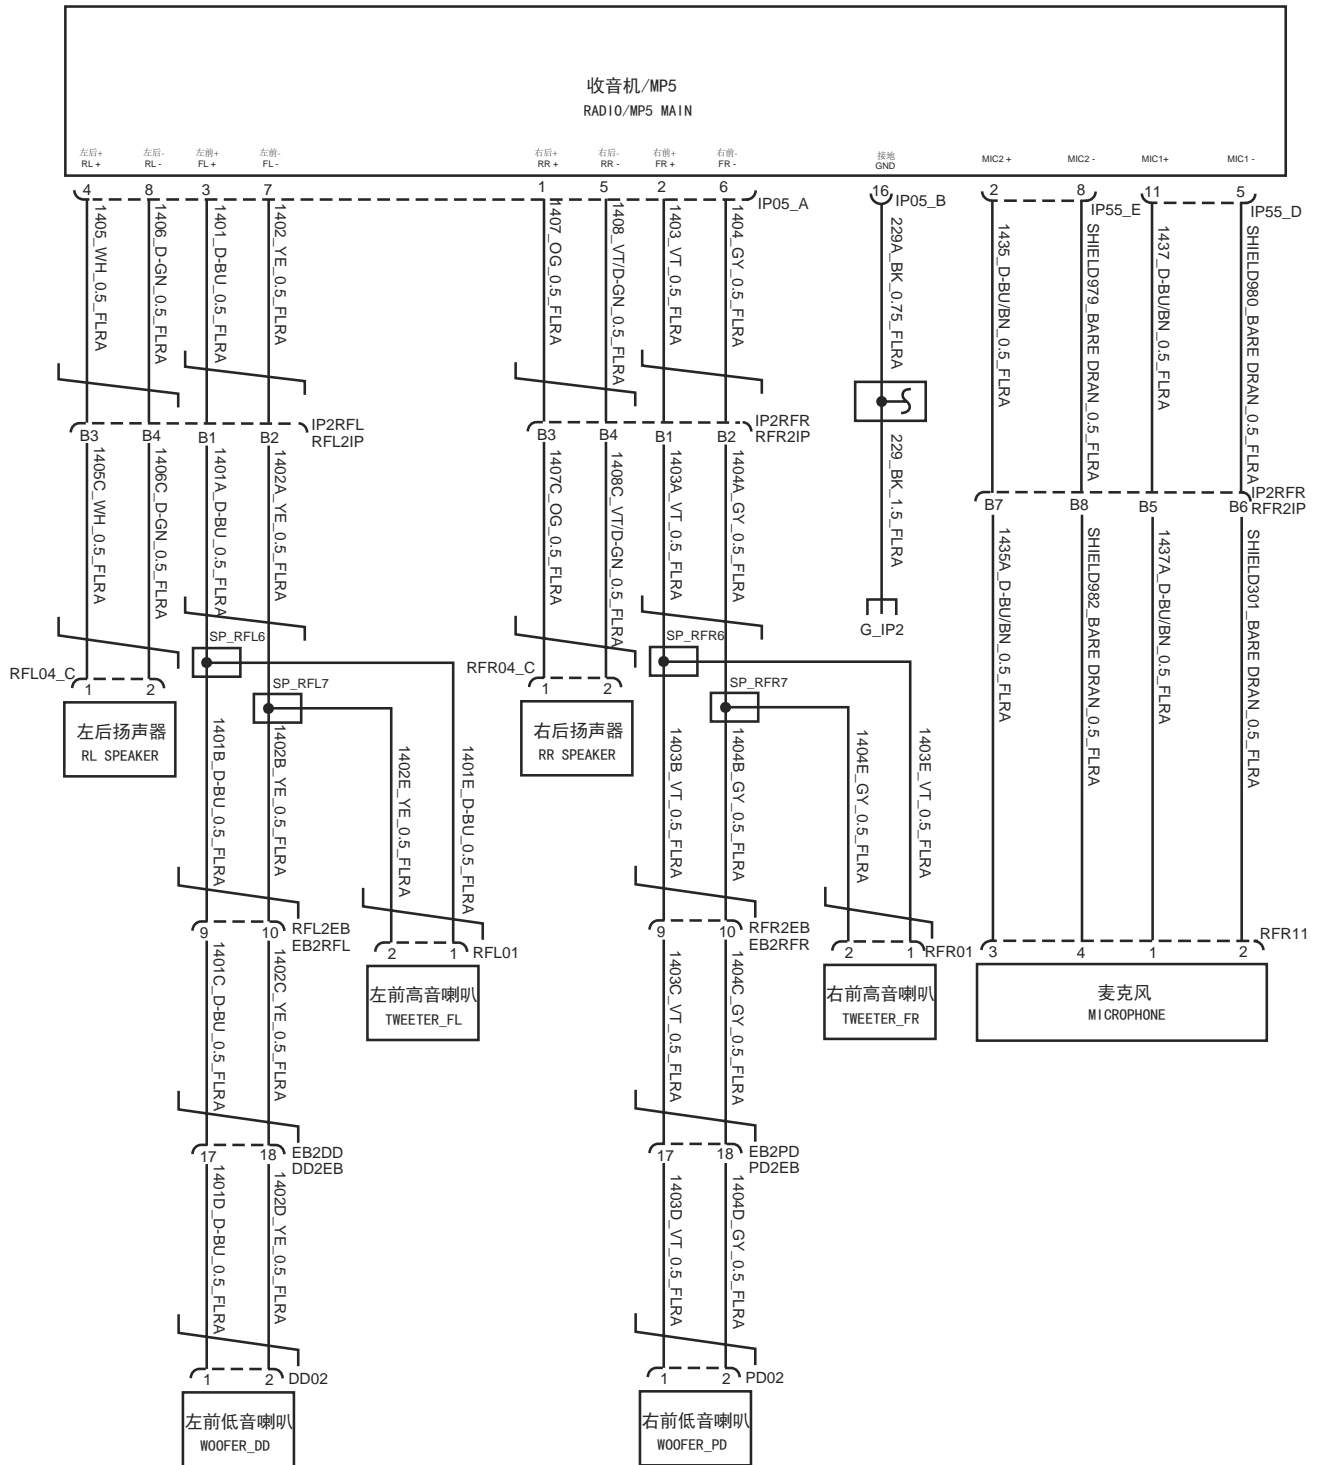 收音机/MP5
RADIO/MP5 MAIN
左后+ 左后- 左前+ 左前- 右后+ 右后- 右前+ 右前- 接地
RL + RL - FL + FL - RR + RR - FR + FR - GND MIC2 + MIC2 - MIC1+ MIC1 -
4 8 3 7 1 5 2 6 IP05_A 16 IP05_B 2 8 IP55_E 11 5 IP55_D
1405_WH_0.5_FLRA
1406_D-GN_0.5_FLRA
1401_D-BU_0.5_FLRA
1402_YE_0.5_FLRA
1407_OG_0.5_FLRA
1408_VT/D-GN_0.5_FLRA
1403_VT_0.5_FLRA
1404_GY_0.5_FLRA
229A_BK_0.75_FLRA
1435_D-BU/BN_0.5_FLRA
SHIELD979_BARE DRAN_0.5_FLRA
1437_D-BU/BN_0.5_FLRA
SHIELD980_BARE DRAN_0.5_FLRA
B3 B4 B1 B2 IP2RFL
RFL2IP
B3 B4 B1 B2 IP2RFR
RFR2IP
1405C_WH_0.5_FLRA
1406C_D-GN_0.5_FLRA
1401A_D-BU_0.5_FLRA
1402A_YE_0.5_FLRA
1407C_OG_0.5_FLRA
1408C_VT/D-GN_0.5_FLRA
1403A_VT_0.5_FLRA
1404A_GY_0.5_FLRA
229_BK_1.5_FLRA
G_IP2
B7 B8 B5 B6 IP2RFR
RFR2IP
1435A_D-BU/BN_0.5_FLRA
SHIELD982_BARE DRAN_0.5_FLRA
1437A_D-BU/BN_0.5_FLRA
SHIELD301_BARE DRAN_0.5_FLRA
SP_RFL6
SP_RFL7
SP_RFR6
SP_RFR7
RFL04_C 1 2
左后扬声器
RL SPEAKER
RFR04_C 1 2
右后扬声器
RR SPEAKER
1401B_D-BU_0.5_FLRA
1402B_YE_0.5_FLRA
1402E_YE_0.5_FLRA
1401E_D-BU_0.5_FLRA
1403B_VT_0.5_FLRA
1404B_GY_0.5_FLRA
1404E_GY_0.5_FLRA
1403E_VT_0.5_FLRA
9 10 RFL2EB
EB2RFL
2 1 RFL01
左前高音喇叭
TWEETER_FL
9 10 RFR2EB
EB2RFR
2 1 RFR01
右前高音喇叭
TWEETER_FR
3 4 1 2 RFR11
麦克风
MICROPHONE
1401C_D-BU_0.5_FLRA
1402C_YE_0.5_FLRA
1403C_VT_0.5_FLRA
1404C_GY_0.5_FLRA
17 18 EB2DD
DD2EB
17 18 EB2PD
PD2EB
1401D_D-BU_0.5_FLRA
1402D_YE_0.5_FLRA
1403D_VT_0.5_FLRA
1404D_GY_0.5_FLRA
1 2 DD02
左前低音喇叭
WOOFER_DD
1 2 PD02
右前低音喇叭
WOOFER_PD